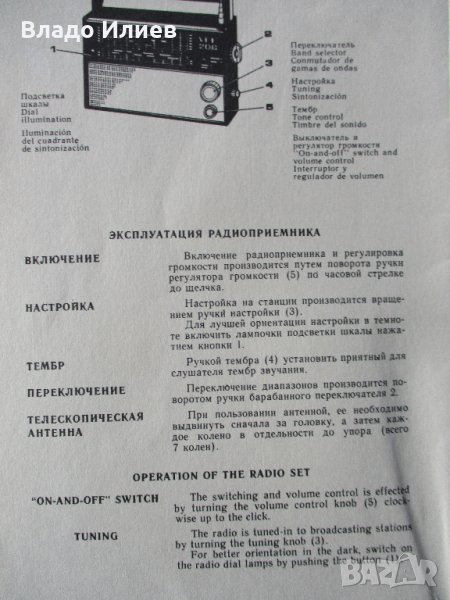 Владо Илиев
VEF
206
1
2
3
4
5
Переключатель
Band selector
Conmutador de
gamas de ondas
Настройка
Tuning
Sintonización
Тембр
Tone control
Timbre del sonido
Выключатель и
регулятор громкости
"On-and-off" switch and
volume control
Interruptor y
regulador de volumen
Подсветка
шкалы
Dial
illumination
Iluminación
del cuadrante
de sintonización
ЭКСПЛУАТАЦИЯ РАДИОПРИЕМНИКА
ВКЛЮЧЕНИЕ
Включение радиоприемника и регулировка
громкости производится путем поворота ручки
регулятора громкости (5) по часовой стрелке
до щелчка.
НАСТРОЙКА
Настройка на станции производится враще-
нием ручки настройки (3).
Для лучшей ориентации настройки в темно-
те включить лампочки подсветки шкалы нажа-
тием кнопки 1.
ТЕМБР
Ручкой тембра (4) установить приятный для
слушателя тембр звучания.
ПЕРЕКЛЮЧЕНИЕ
Переключение диапазонов производится по-
воротом ручки барабанного переключателя 2.
ТЕЛЕСКОПИЧЕСКАЯ
АНТЕННА
При пользовании антенной, ее необходимо
выдвинуть сначала за головку, а затем каж-
дое колено в отдельности до упора (всего
7 колен).
OPERATION OF THE RADIO SET
"ON-AND-OFF" SWITCH
The switching and volume control is effected
by turning the volume control knob (5) clock-
wise up to the click.
TUNING
The radio is tuned-in to broadcasting stations
by turning the tuning knob (3).
For better orientation in the dark, switch on
the radio dial lamps by pushing the button (1).
BAZAR